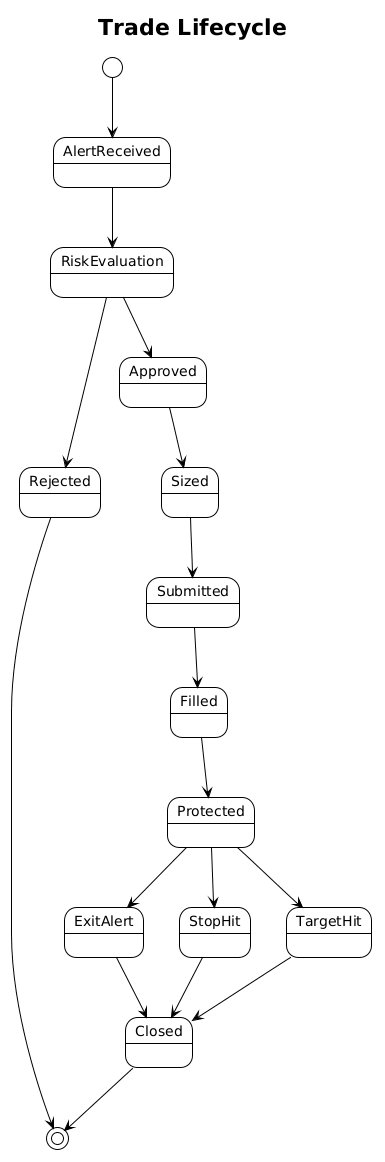 Trade Lifecycle
AlertReceived
RiskEvaluation
Approved
Rejected
Sized
Submitted
Filled
Protected
ExitAlert
StopHit
TargetHit
Closed